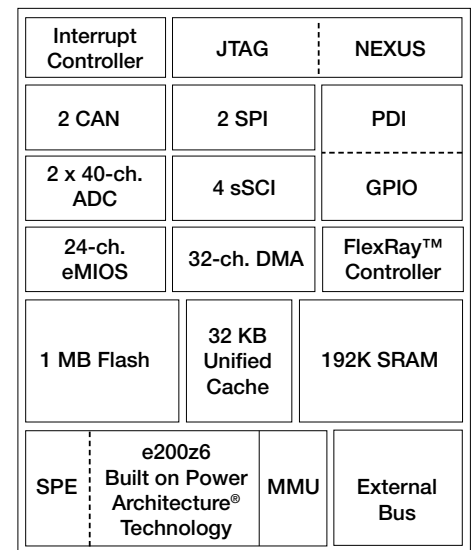 Interrupt
Controller
JTAG
NEXUS
2 CAN
2 SPI
PDI
2 x 40-ch.
ADC
4 sSCI
GPIO
24-ch.
eMIOS
32-ch. DMA
FlexRay™
Controller
1 MB Flash
32 KB
Unified
Cache
192K SRAM
SPE
e200z6
Built on Power
Architecture®
Technology
MMU
External
Bus